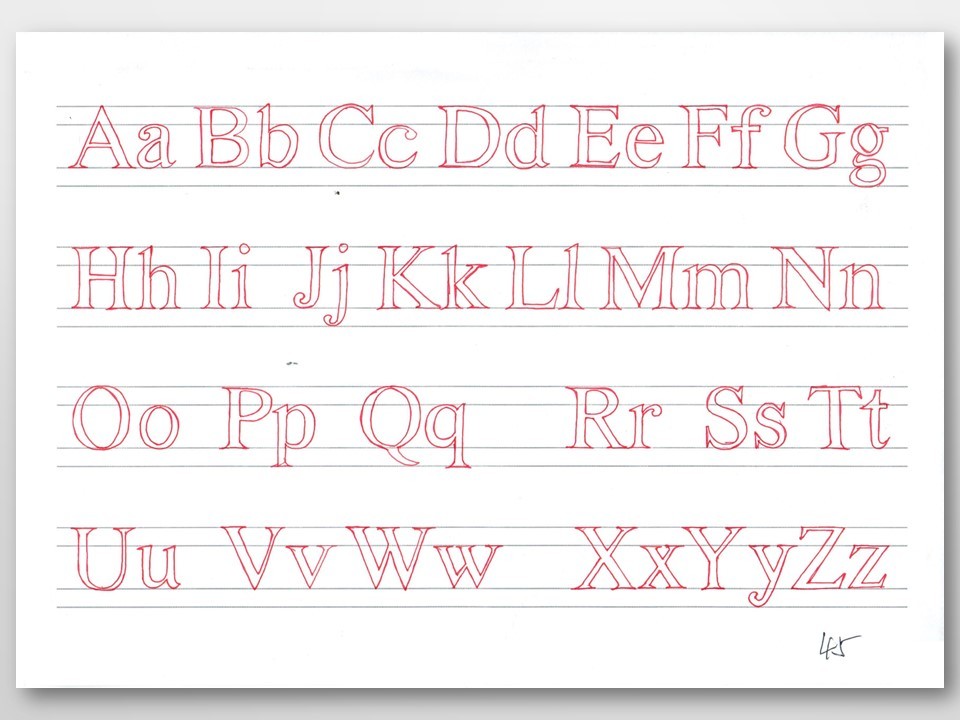 Aa Bb Cc Dd Ee Ff Gg
Hh Ii Jj Kk Ll Mm Nn
Oo Pp Qq Rr Ss Tt
Uu Vv Ww Xx Yy Zz
45